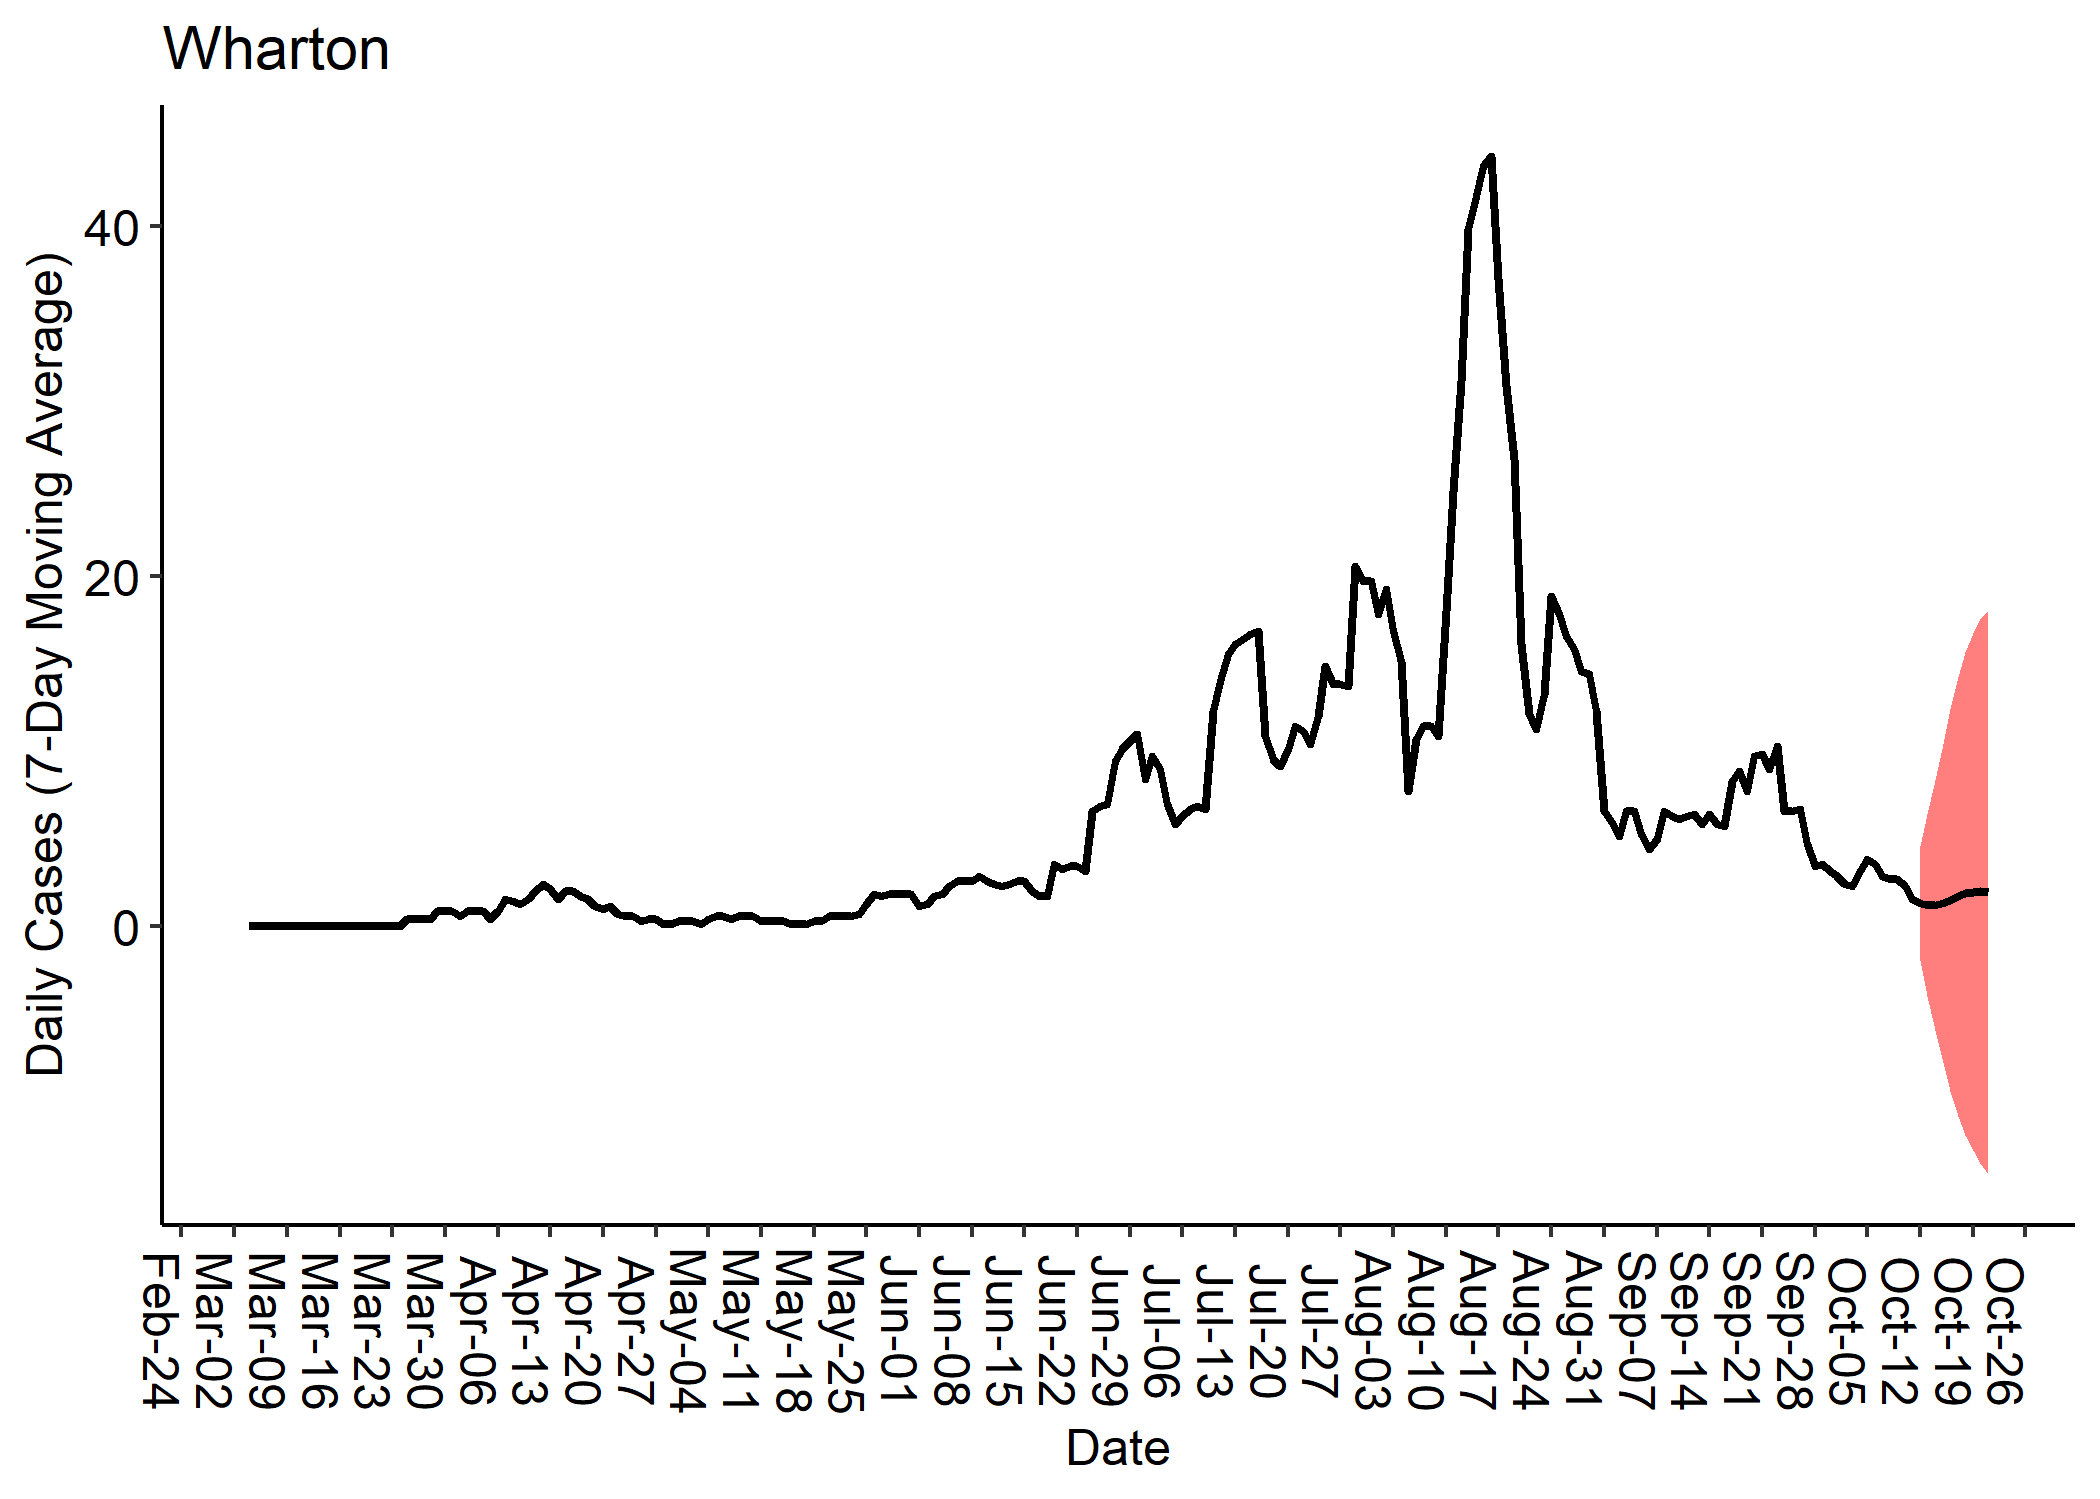 Wharton
Daily Cases (7-Day Moving Average)
40
20
0
Feb-24
Mar-02
Mar-09
Mar-16
Mar-23
Mar-30
Apr-06
Apr-13
Apr-20
Apr-27
May-04
May-11
May-18
May-25
Jun-01
Jun-08
Jun-15
Jun-22
Jun-29
Jul-06
Jul-13
Jul-20
Jul-27
Aug-03
Aug-10
Aug-17
Aug-24
Aug-31
Sep-07
Sep-14
Sep-21
Sep-28
Oct-05
Oct-12
Oct-19
Oct-26
Date